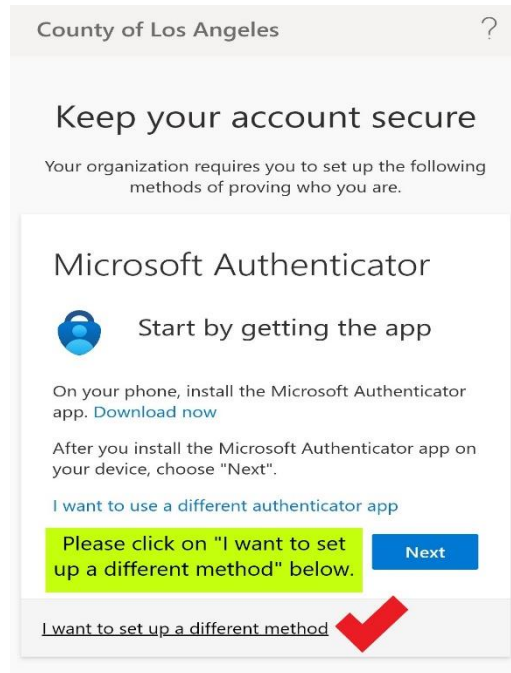 County of Los Angeles ?
Keep your account secure
Your organization requires you to set up the following
methods of proving who you are.
Microsoft Authenticator
Start by getting the app
On your phone, install the Microsoft Authenticator
app. Download now
After you install the Microsoft Authenticator app on
your device, choose "Next".
I want to use a different authenticator app
Please click on "I want to set
up a different method" below.
Next
I want to set up a different method